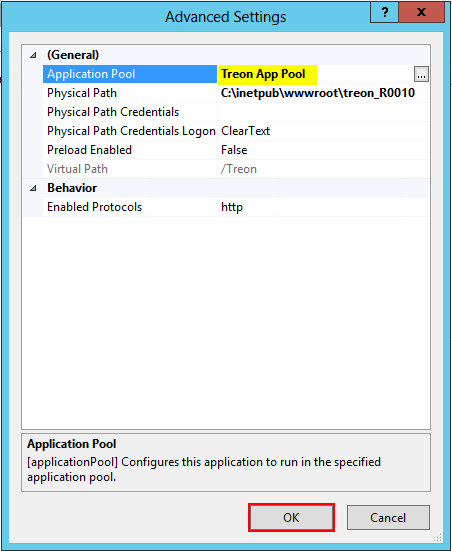 Advanced Settings
? X
(General)
Application Pool Treon App Pool ...
Physical Path C:\inetpub\wwwroot\treon_R0010
Physical Path Credentials
Physical Path Credentials Logon ClearText
Preload Enabled False
Virtual Path /Treon
Behavior
Enabled Protocols http
Application Pool
[applicationPool] Configures this application to run in the specified
application pool.
OK Cancel